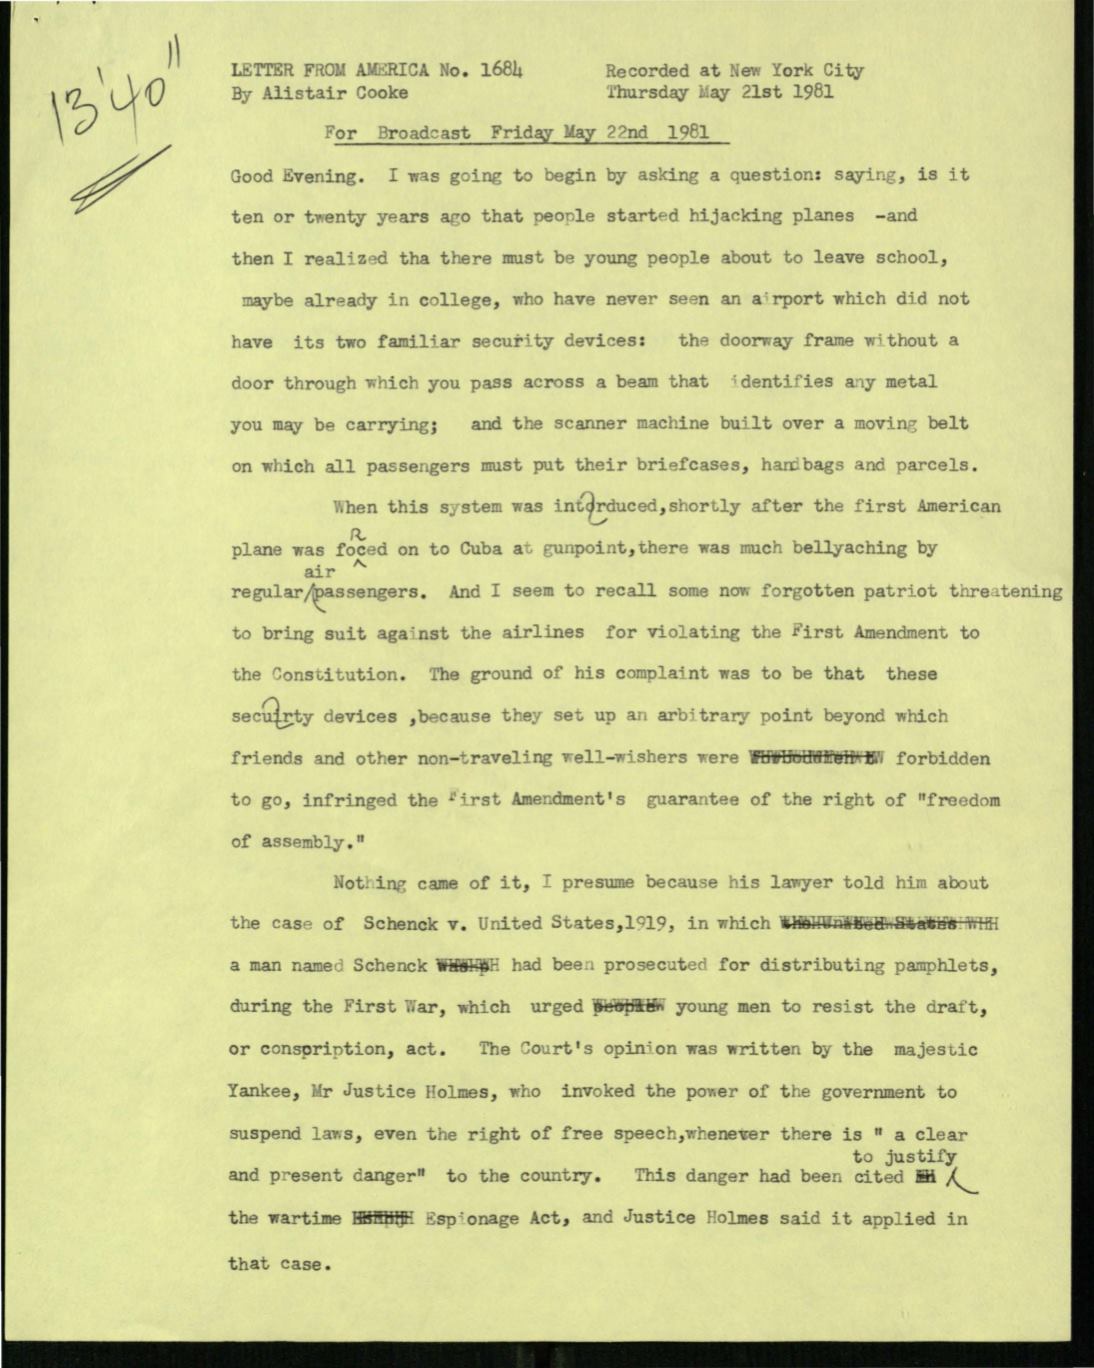 13'40"
LETTER FROM AMERICA No. 1684 Recorded at New York City
By Alistair Cooke Thursday May 21st 1981
For Broadcast Friday May 22nd 1981
Good Evening. I was going to begin by asking a question: saying, is it
ten or twenty years ago that people started hijacking planes -and
then I realized tha there must be young people about to leave school,
maybe already in college, who have never seen an airport which did not
have its two familiar security devices: the doorway frame without a
door through which you pass across a beam that identifies any metal
you may be carrying; and the scanner machine built over a moving belt
on which all passengers must put their briefcases, handbags and parcels.
When this system was intorduced,shortly after the first American
R
plane was foced on to Cuba at gunpoint,there was much bellyaching by
air
regular/passengers. And I seem to recall some now forgotten patriot threatening
to bring suit against the airlines for violating the First Amendment to
the Constitution. The ground of his complaint was to be that these
secuirty devices ,because they set up an arbitrary point beyond which
friends and other non-traveling well-wishers were forbidden
to go, infringed the First Amendment's guarantee of the right of "freedom
of assembly."
Nothing came of it, I presume because his lawyer told him about
the case of Schenck v. United States,1919, in which
a man named Schenck had been prosecuted for distributing pamphlets,
during the First War, which urged young men to resist the draft,
or conscription, act. The Court's opinion was written by the majestic
Yankee, Mr Justice Holmes, who invoked the power of the government to
suspend laws, even the right of free speech,whenever there is " a clear
to justify
and present danger" to the country. This danger had been cited
the wartime Espionage Act, and Justice Holmes said it applied in
that case.